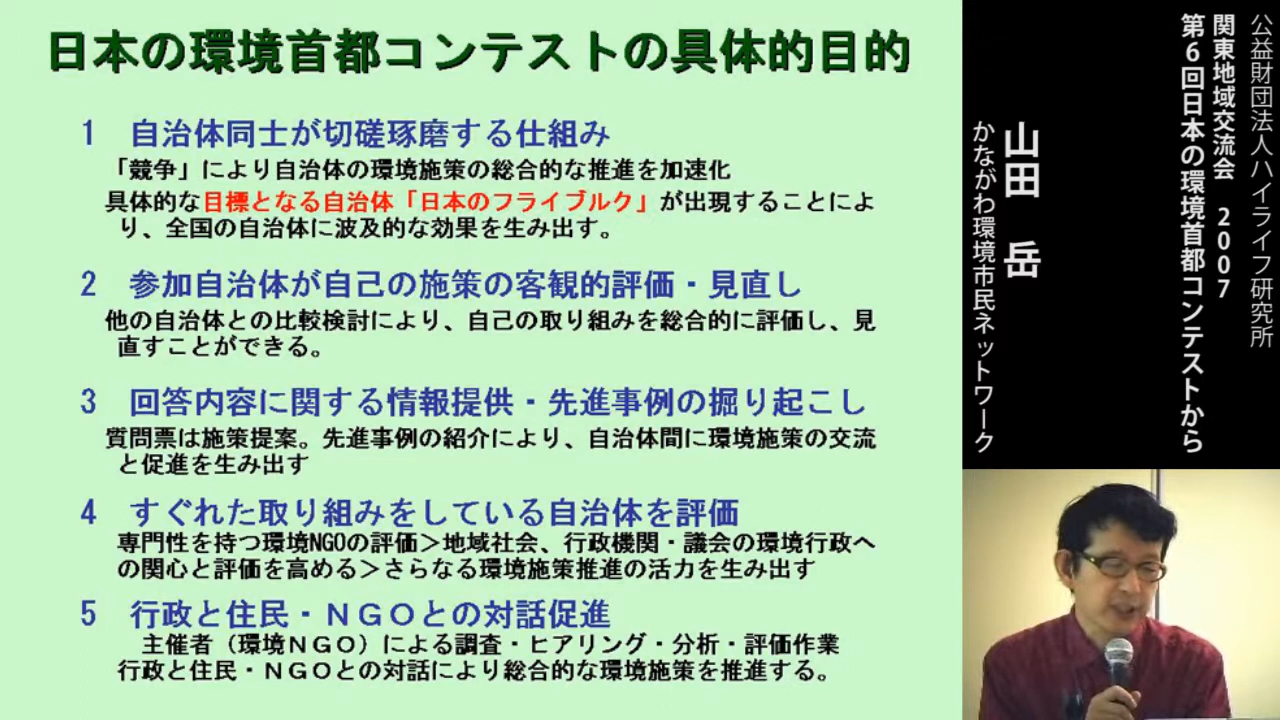 日本の環境首都コンテストの具体的目的
1 自治体同士が切磋琢磨する仕組み
「競争」により自治体の環境施策の総合的な推進を加速化
具体的な目標となる自治体「日本のフライブルク」が出現することによ
り、全国の自治体に波及的な効果を生み出す。
2 参加自治体が自己の施策の客観的評価・見直し
他の自治体との比較検討により、自己の取り組みを総合的に評価し、見
直すことができる。
3 回答内容に関する情報提供・先進事例の掘り起こし
質問票は施策提案。先進事例の紹介により、自治体間に環境施策の交流
と促進を生み出す
4 すぐれた取り組みをしている自治体を評価
専門性を持つ環境NGOの評価＞地域社会、行政機関・議会の環境行政へ
の関心と評価を高める＞さらなる環境施策推進の活力を生み出す
5 行政と住民・ＮＧＯとの対話促進
主催者（環境ＮＧＯ）による調査・ヒアリング・分析・評価作業
行政と住民・ＮＧＯとの対話により総合的な環境施策を推進する。
公益財団法人ハイライフ研究所
関東地域交流会 2007
第6回日本の環境首都コンテストから
山田 岳
かながわ環境市民ネットワーク